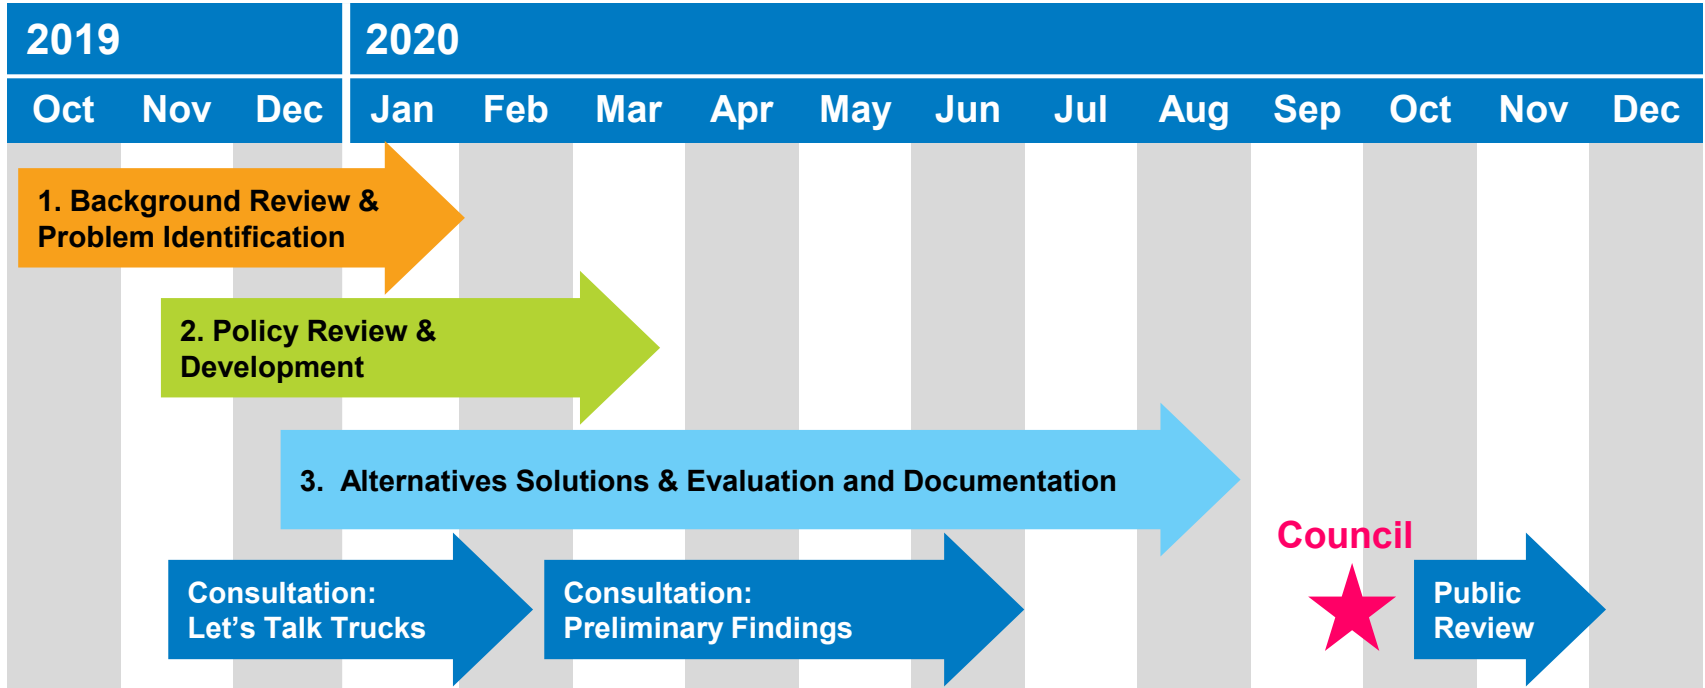 2019 2020
Oct Nov Dec Jan Feb Mar Apr May Jun Jul Aug Sep Oct Nov Dec
1. Background Review &
Problem Identification
2. Policy Review &
Development
3. Alternatives Solutions & Evaluation and Documentation
Council
Consultation:
Let's Talk Trucks
Consultation:
Preliminary Findings
Public
Review